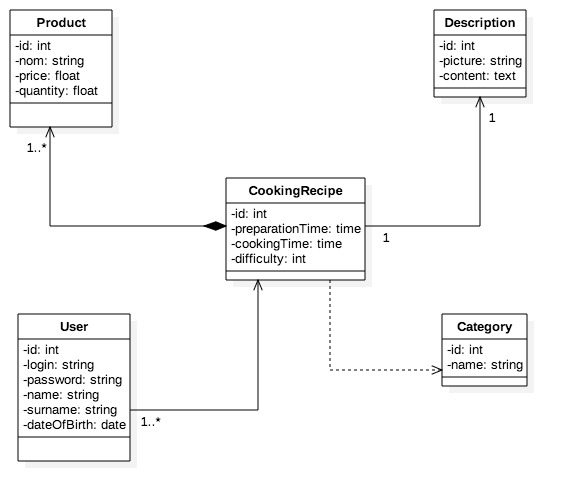 Product
-id: int
-nom: string
-price: float
-quantity: float
1..*
Description
-id: int
-picture: string
-content: text
1
CookingRecipe
-id: int
-preparationTime: time
-cookingTime: time
-difficulty: int
1
User
-id: int
-login: string
-password: string
-name: string
-surname: string
-dateOfBirth: date
1..*
Category
-id: int
-name: string